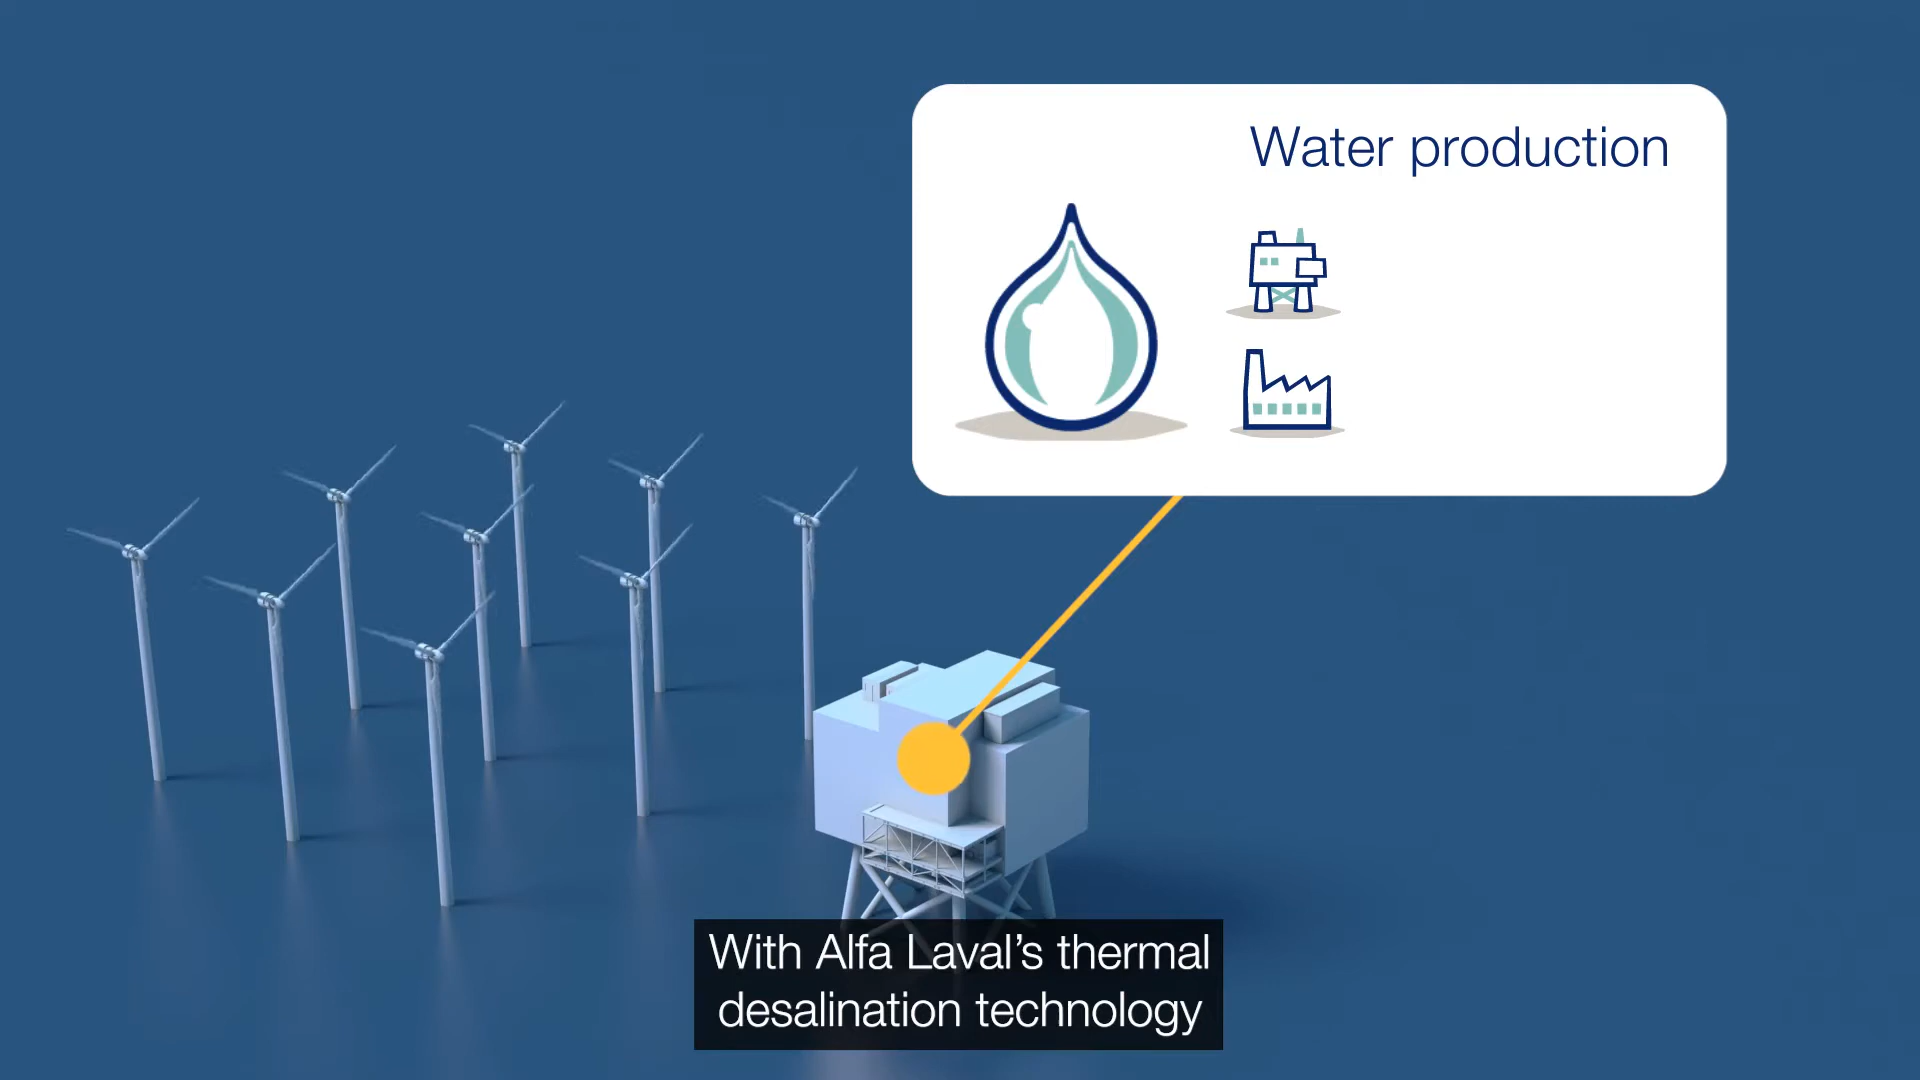 Water production
With Alfa Laval’s thermal
desalination technology